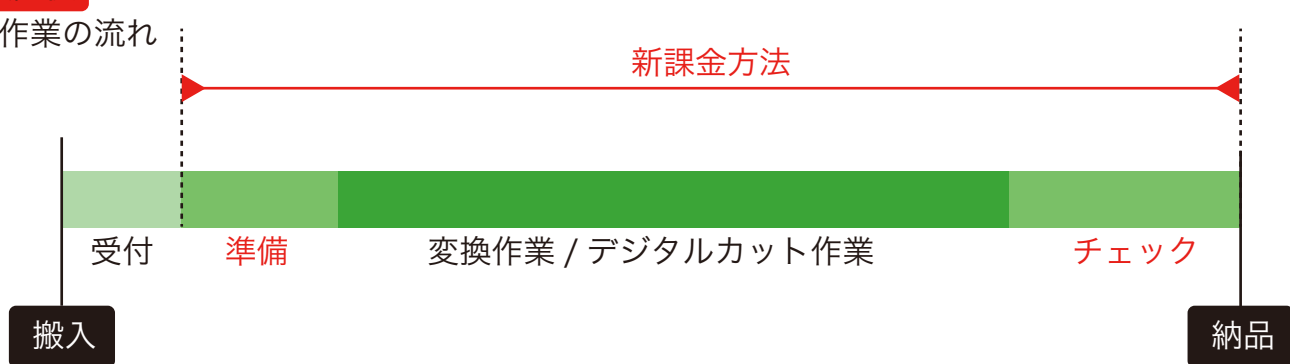 作業の流れ
新課金方法
受付 準備 変換作業 / デジタルカット作業 チェック
搬入 納品